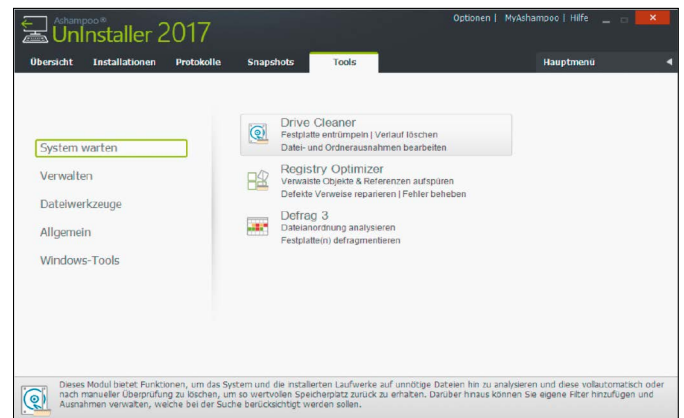 Ashampoo®
UnInstaller 2017
Optionen | MyAshampoo | Hilfe
Übersicht Installationen Protokolle Snapshots Tools Hauptmenü
System warten
Verwalten
Dateiwerkzeuge
Allgemein
Windows-Tools
Drive Cleaner
Festplatte entrümpeln | Verlauf löschen
Datei- und Ordnerausnahmen bearbeiten
Registry Optimizer
Verwaiste Objekte & Referenzen aufspüren
Defekte Verweise reparieren | Fehler beheben
Defrag 3
Dateianordnung analysieren
Festplatte(n) defragmentieren
Dieses Modul bietet Funktionen, um das System und die installierten Laufwerke auf unnötige Dateien hin zu analysieren und diese vollautomatisch oder
nach manueller Überprüfung zu löschen, um so wertvollen Speicherplatz zurück zu erhalten. Darüber hinaus können Sie eigene Filter hinzufügen und
Ausnahmen verwalten, welche bei der Suche berücksichtigt werden sollen.